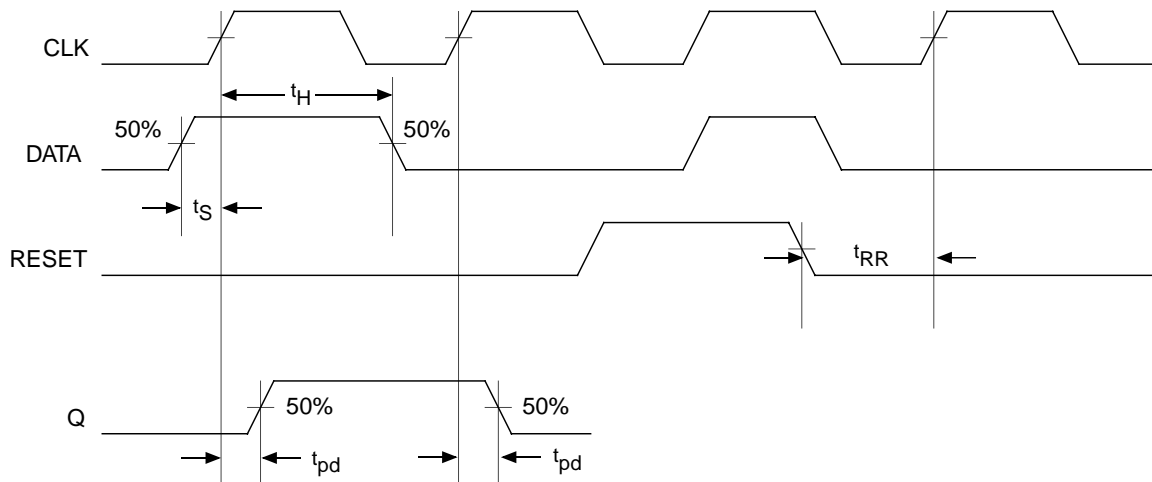 CLK
tH
50%
50%
DATA
tS
RESET
tRR
50%
50%
Q
tpd
tpd